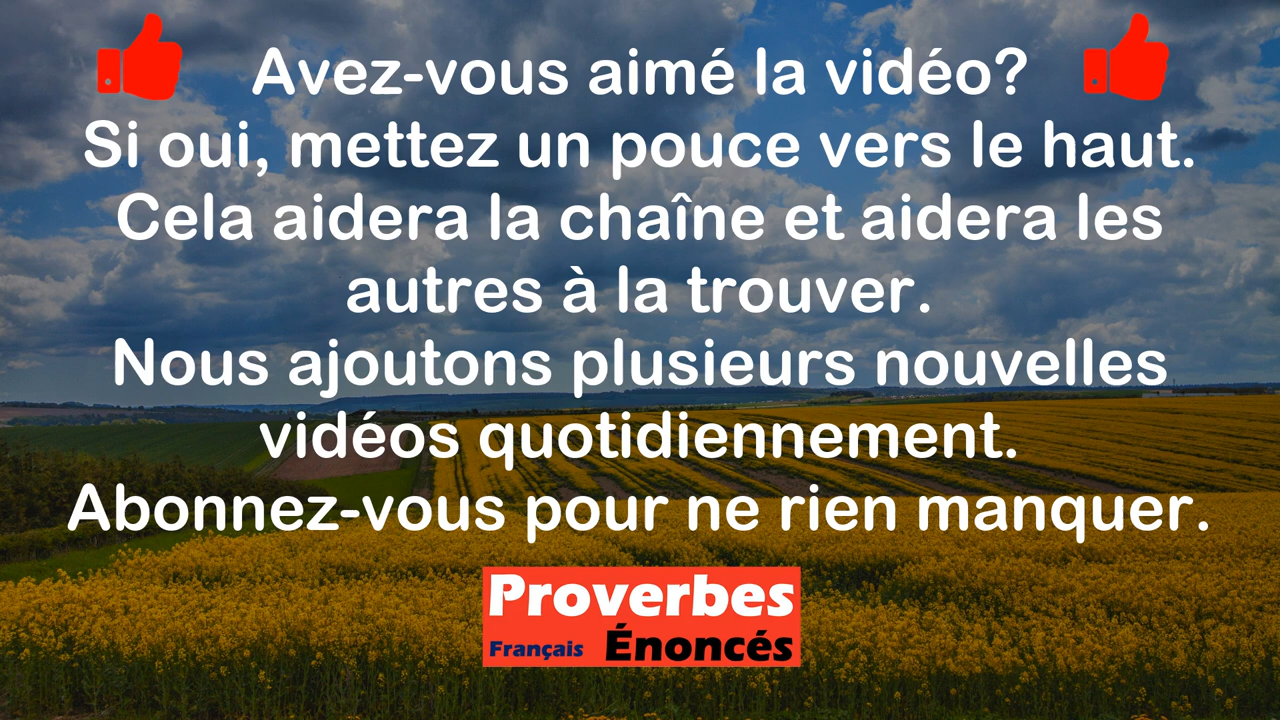 Avez-vous aimé la vidéo?
Si oui, mettez un pouce vers le haut.
Cela aidera la chaîne et aidera les
autres à la trouver.
Nous ajoutons plusieurs nouvelles
vidéos quotidiennement.
Abonnez-vous pour ne rien manquer.
Proverbes
Français Énoncés